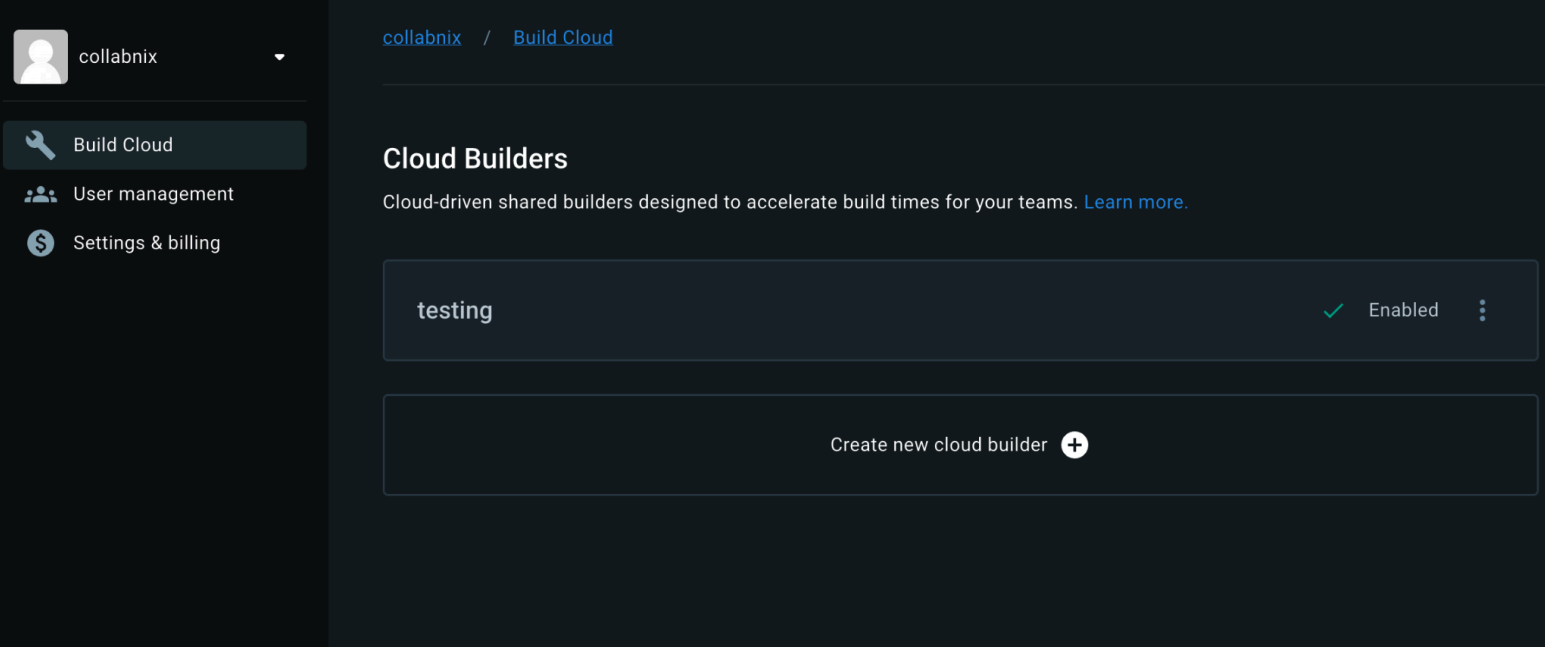 collabnix
Build Cloud
User management
Settings & billing
collabnix / Build Cloud
Cloud Builders
Cloud-driven shared builders designed to accelerate build times for your teams. Learn more.
testing
Enabled
Create new cloud builder